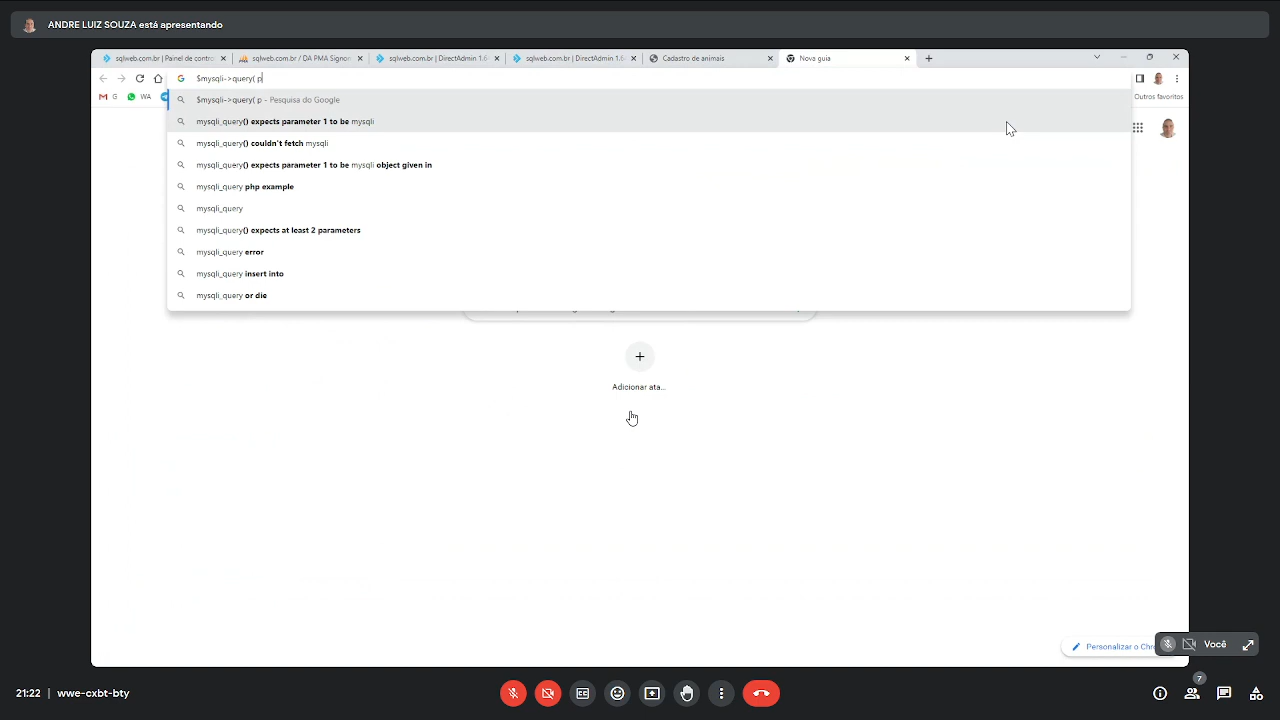 ANDRE LUIZ SOUZA está apresentando
sqlweb.com.br | Painel de contro
sqlweb.com.br / DA PMA Signon
sqlweb.com.br | DirectAdmin 1.6
sqlweb.com.br | DirectAdmin 1.6
Cadastro de animais
Nova guia
$mysqli->query( p
G
WA
Outros favoritos
$mysqli->query( p - Pesquisa do Google
mysqli_query() expects parameter 1 to be mysqli
mysqli_query() couldn't fetch mysqli
mysqli_query() expects parameter 1 to be mysqli object given in
mysqli_query php example
mysqli_query
mysqli_query() expects at least 2 parameters
mysqli_query error
mysqli_query insert into
mysqli_query or die
Adicionar ata...
Personalizar o Chr
Você
7
21:22 | wwe-cxbt-bty